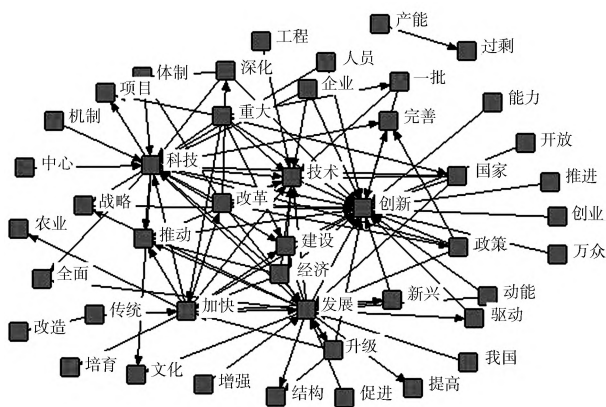 产能
工程
过剩
人员
体制
深化
项目
企业
一批
重大
能力
机制
完善
开放
中心
科技
技术
国家
推进
战略
改革
创新
创业
农业
推动
建设
政策
万众
全面
经济
新兴
动能
传统
加快
发展
驱动
改造
升级
我国
培育
文化
增强
结构
促进
提高